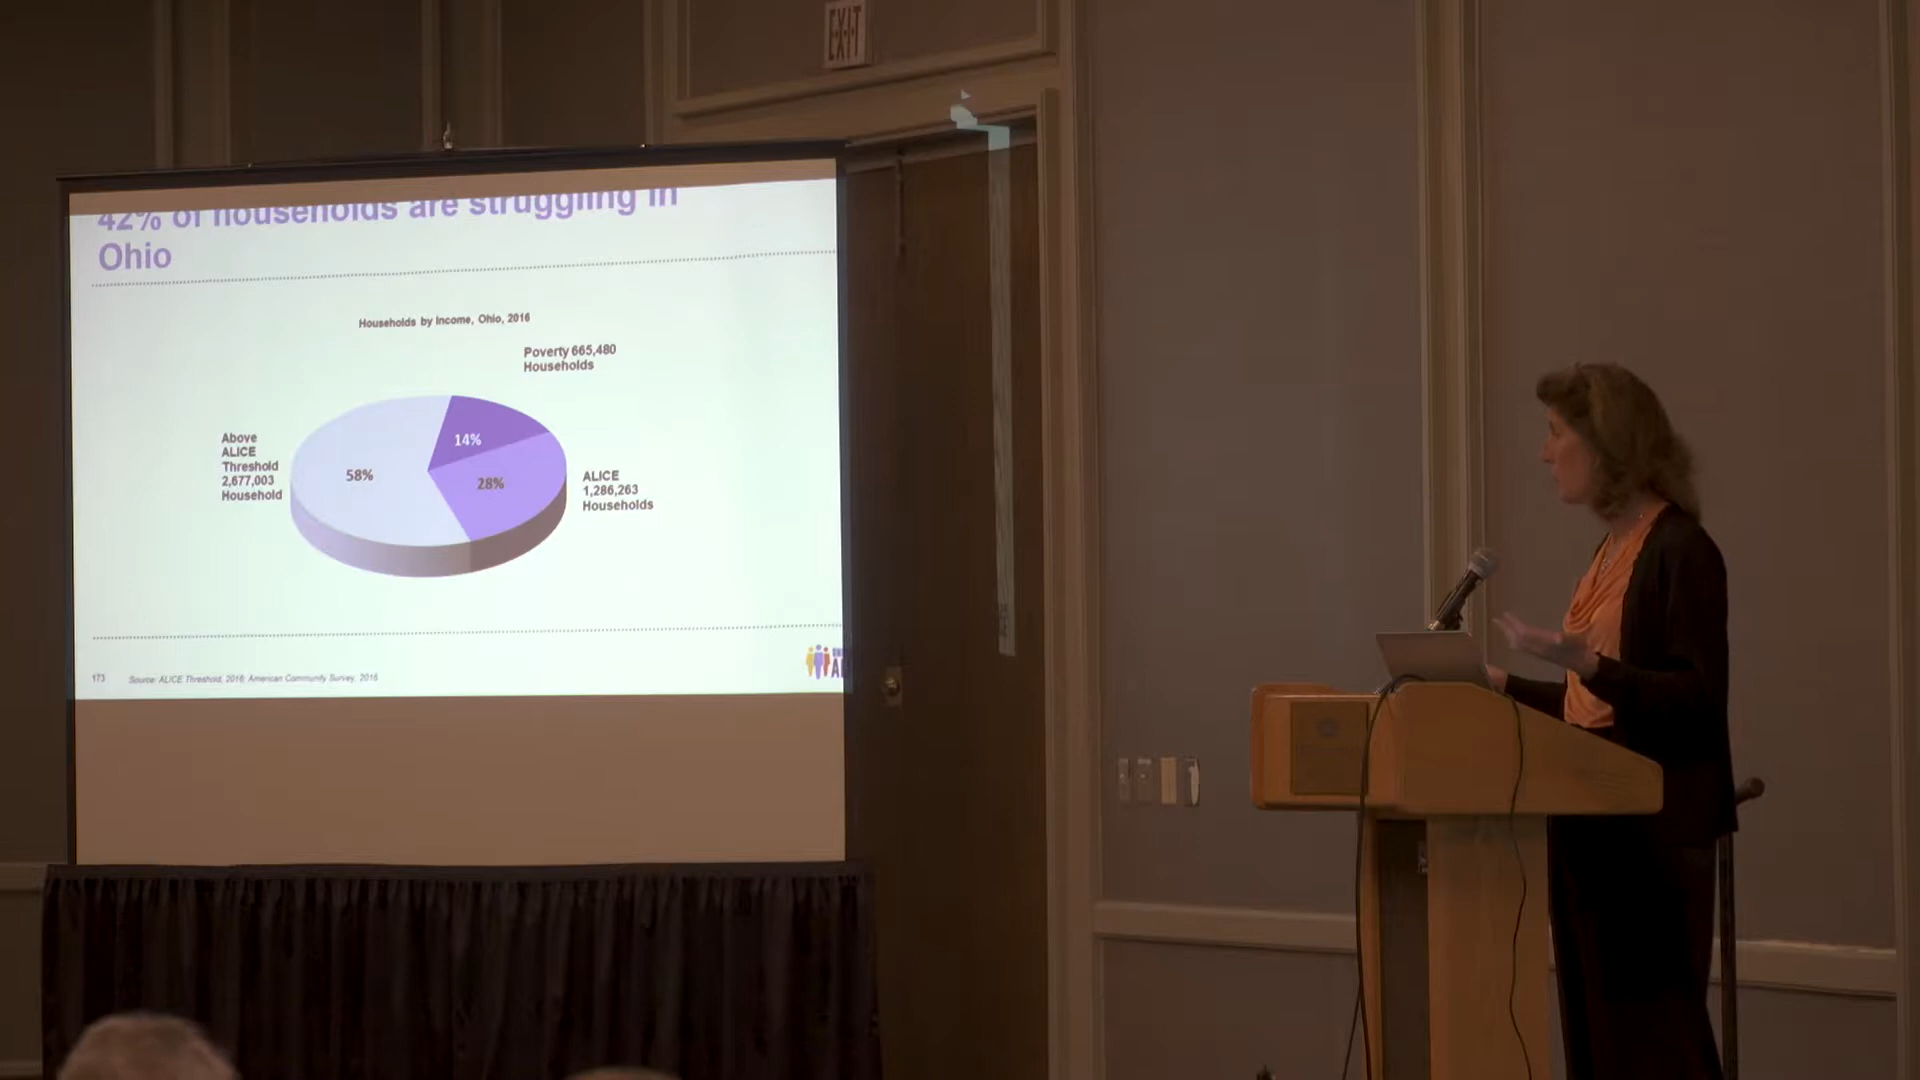 EXIT
42% of households are struggling in
Ohio
Households by Income, Ohio, 2016
Poverty 665,480
Households
14%
Above
ALICE
Threshold
2,677,003
Household
58%
28%
ALICE
1,286,263
Households
173
Source: ALICE Threshold, 2016; American Community Survey, 2016